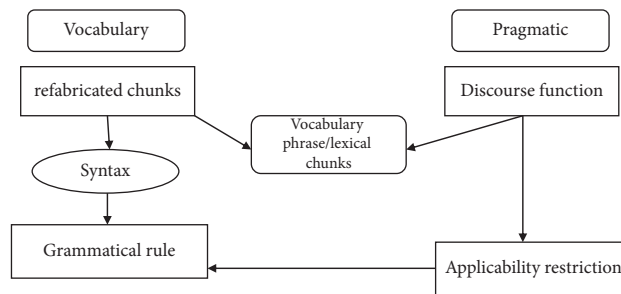 Vocabulary
Pragmatic
refabricated chunks
Discourse function
Vocabulary
phrase/lexical
chunks
Syntax
Grammatical rule
Applicability restriction